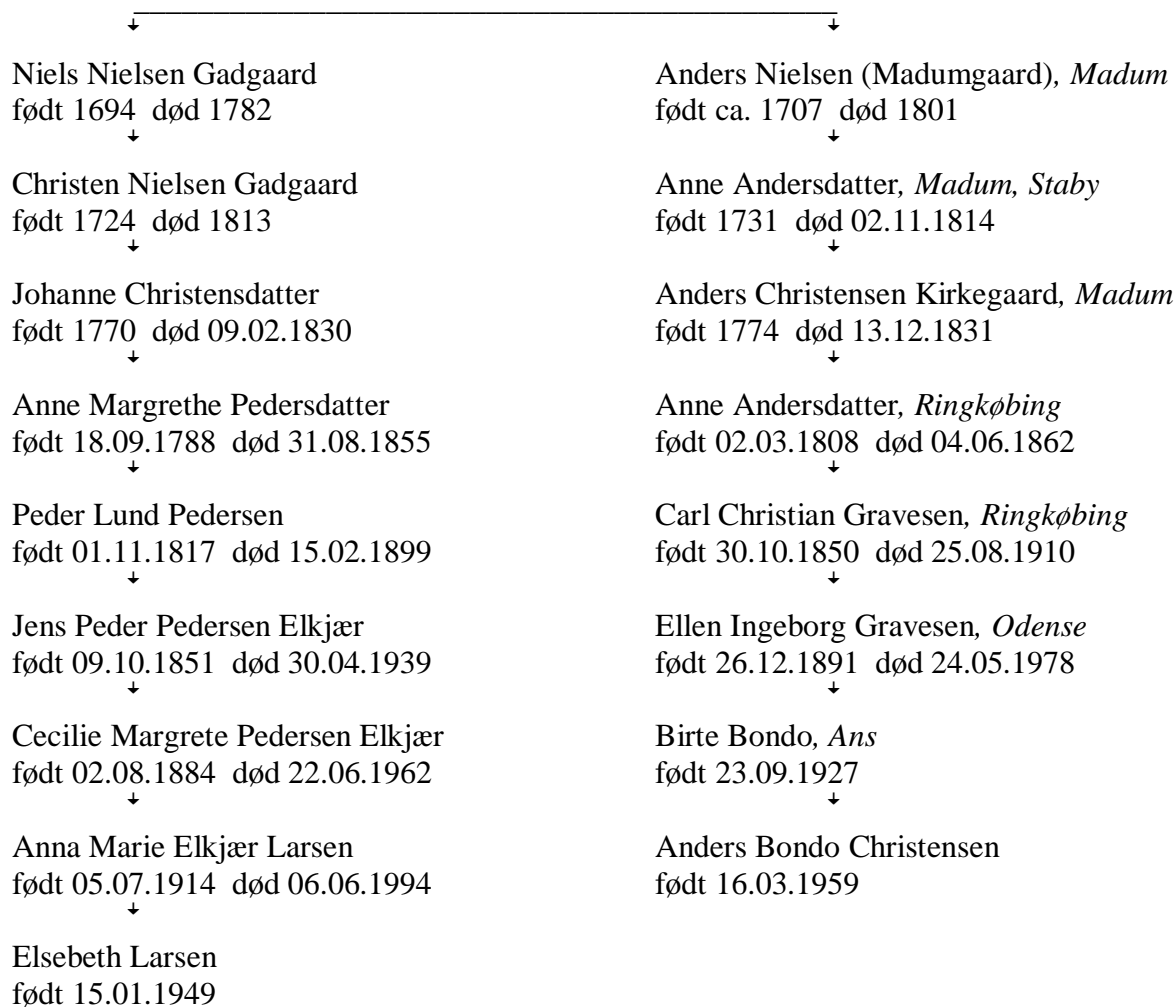 Niels Nielsen Gadgaard
født 1694  død 1782
Christen Nielsen Gadgaard
født 1724  død 1813
Johanne Christensdatter
født 1770  død 09.02.1830
Anne Margrethe Pedersdatter
født 18.09.1788  død 31.08.1855
Peder Lund Pedersen
født 01.11.1817  død 15.02.1899
Jens Peder Pedersen Elkjær
født 09.10.1851  død 30.04.1939
Cecilie Margrete Pedersen Elkjær
født 02.08.1884  død 22.06.1962
Anna Marie Elkjær Larsen
født 05.07.1914  død 06.06.1994
Elsebeth Larsen
født 15.01.1949
Anders Nielsen (Madumgaard), Madum
født ca. 1707  død 1801
Anne Andersdatter, Madum, Staby
født 1731  død 02.11.1814
Anders Christensen Kirkegaard, Madum
født 1774  død 13.12.1831
Anne Andersdatter, Ringkøbing
født 02.03.1808  død 04.06.1862
Carl Christian Gravesen, Ringkøbing
født 30.10.1850  død 25.08.1910
Ellen Ingeborg Gravesen, Odense
født 26.12.1891  død 24.05.1978
Birte Bondo, Ans
født 23.09.1927
Anders Bondo Christensen
født 16.03.1959